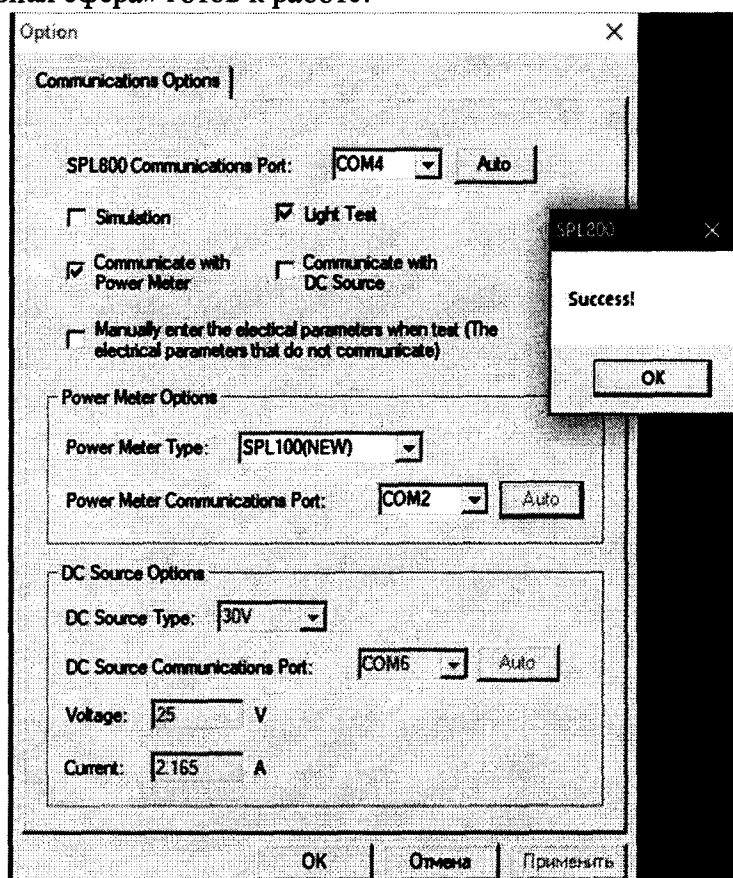 сфера» готов к работе.
Option
Communications Options
SPL800 Communications Port: COM4 Auto
Simulation Light Test
Communicate with Power Meter Communicate with DC Source
Manually enter the electical parameters when test (The
electrical parameters that do not communicate)
SPL800
Success!
OK
Power Meter Options
Power Meter Type: SPL100(NEW)
Power Meter Communications Port: COM2 Auto
DC Source Options
DC Source Type: 30V
DC Source Communications Port: COM6 Auto
Voltage: 25 V
Current: 2.165 A
OK Отмена Применить